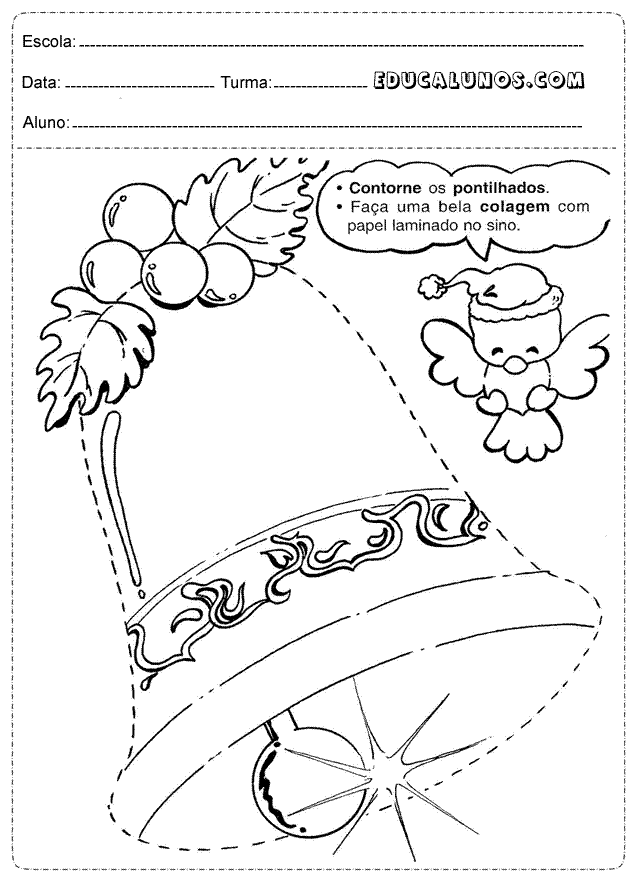 Escola:
Data: Turma: EDUCALUNOS.COM
Aluno:
• Contorne os pontilhados.
• Faça uma bela colagem com
papel laminado no sino.